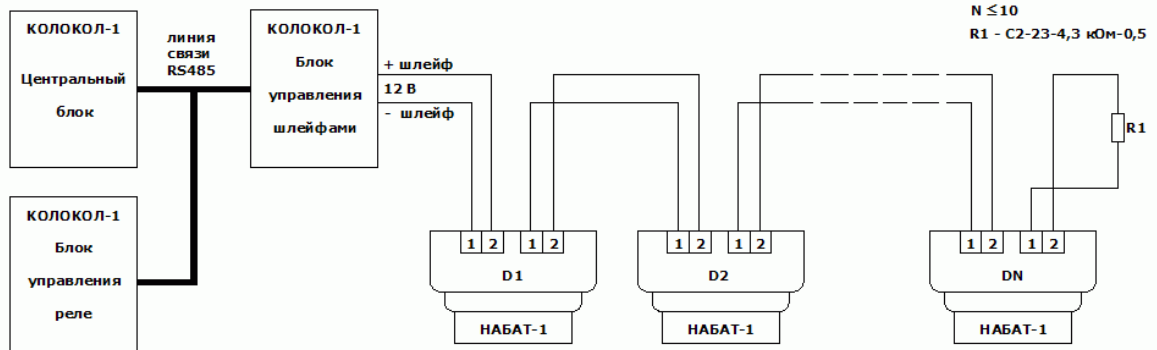 КОЛОКОЛ-1
Центральный
блок
линия
связи
RS485
КОЛОКОЛ-1
Блок
управления
шлейфами
+ шлейф
12 В
- шлейф
N ≤10
R1 - С2-23-4,3 кОм-0,5
R1
КОЛОКОЛ-1
Блок
управления
реле
1 2 1 2
D1
НАБАТ-1
1 2 1 2
D2
НАБАТ-1
1 2 1 2
DN
НАБАТ-1